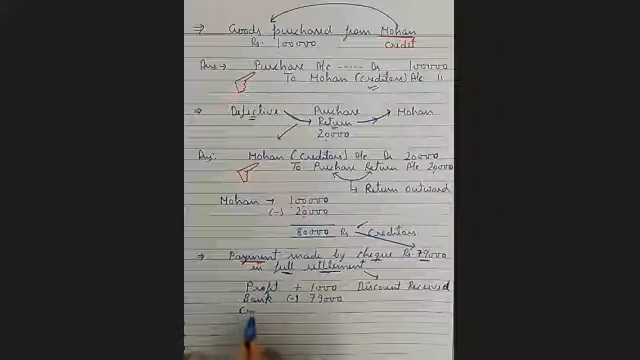 ⇒ Goods purchased from Mohan
Rs. 100000 credit
Ans → Purchase A/c ----- Dr 100000
To Mohan (creditors) A/c 11
⇒ Defective Purchase Return → Mohan
20000
Ans: Mohan (creditors) A/c Dr 20000
To Purchase Return A/c 20000
→ Return outward
Mohan → 100000
(-) 20000
80000 Rs Creditors
⇒ Payment made by cheque Rs. 79000
in full settlement
Profit + 1000 Discount Received
Bank (-) 79000